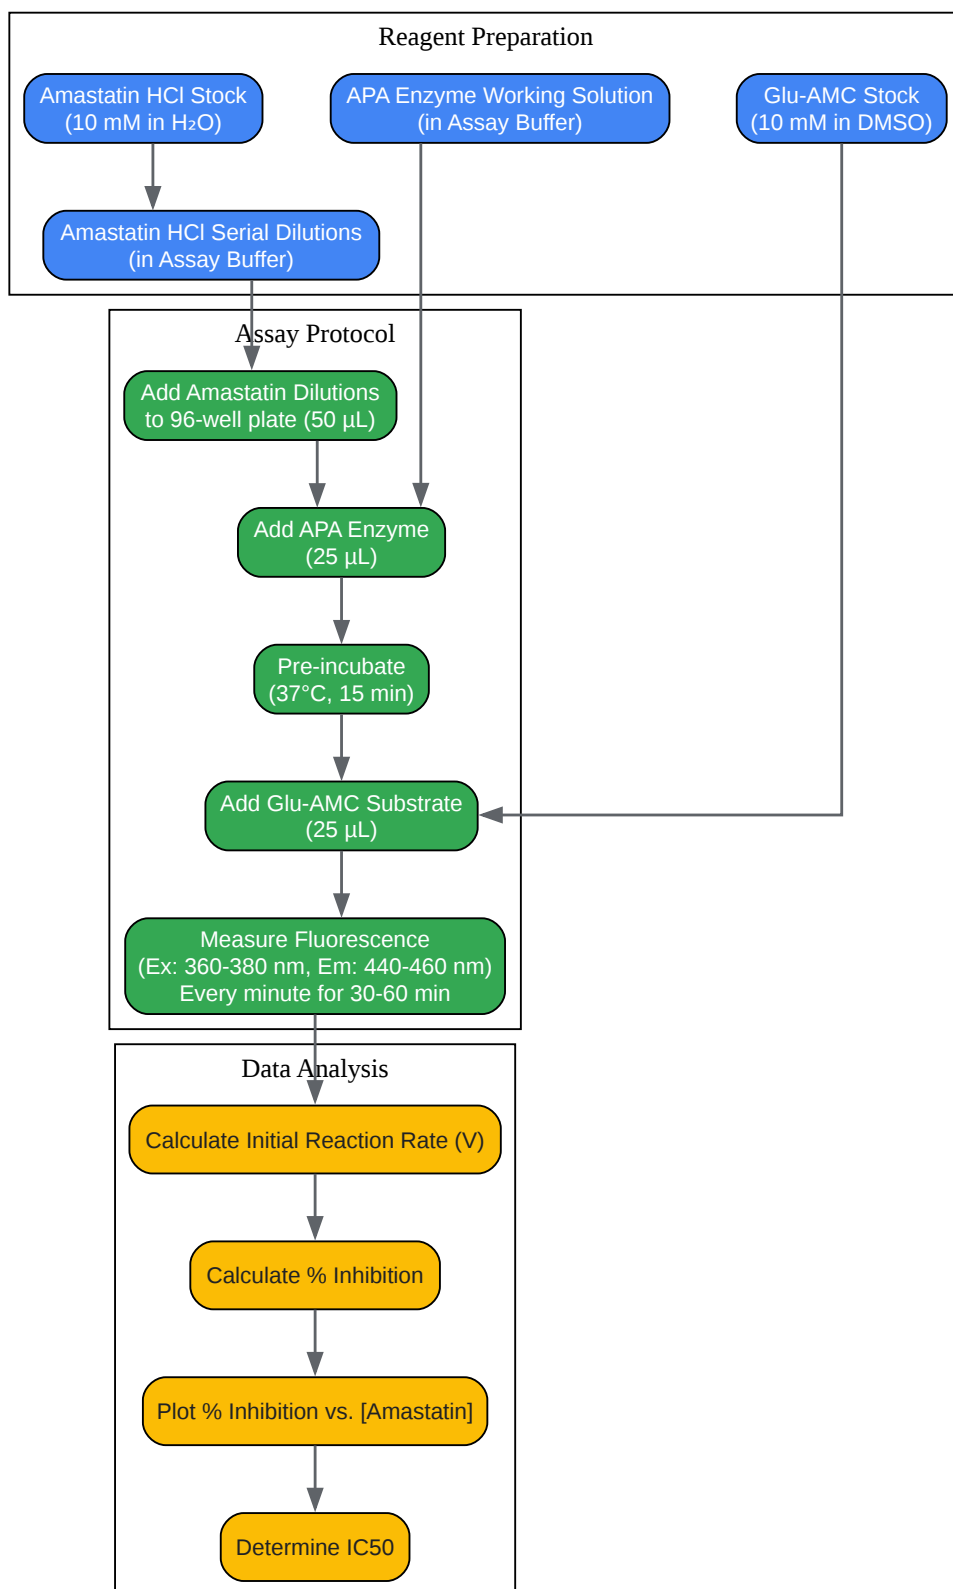 Reagent Preparation
Amastatin HCl Stock
(10 mM in H₂O)
APA Enzyme Working Solution
(in Assay Buffer)
Glu-AMC Stock
(10 mM in DMSO)
Amastatin HCl Serial Dilutions
(in Assay Buffer)
Assay Protocol
Add Amastatin Dilutions
to 96-well plate (50 µL)
Add APA Enzyme
(25 µL)
Pre-incubate
(37°C, 15 min)
Add Glu-AMC Substrate
(25 µL)
Measure Fluorescence
(Ex: 360-380 nm, Em: 440-460 nm)
Every minute for 30-60 min
Data Analysis
Calculate Initial Reaction Rate (V)
Calculate % Inhibition
Plot % Inhibition vs. [Amastatin]
Determine IC50